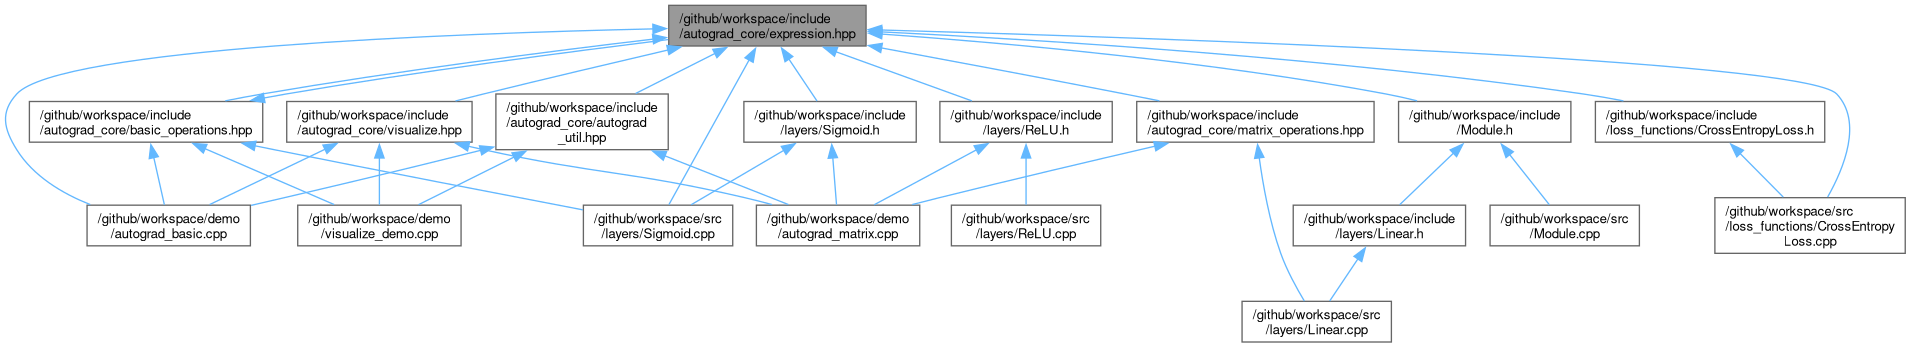 /github/workspace/include
/autograd_core/expression.hpp
/github/workspace/include
/autograd_core/basic_operations.hpp
/github/workspace/include
/autograd_core/visualize.hpp
/github/workspace/include
/autograd_core/autograd
_util.hpp
/github/workspace/include
/layers/Sigmoid.h
/github/workspace/include
/layers/ReLU.h
/github/workspace/include
/autograd_core/matrix_operations.hpp
/github/workspace/include
/Module.h
/github/workspace/include
/loss_functions/CrossEntropyLoss.h
/github/workspace/demo
/autograd_basic.cpp
/github/workspace/demo
/visualize_demo.cpp
/github/workspace/src
/layers/Sigmoid.cpp
/github/workspace/demo
/autograd_matrix.cpp
/github/workspace/src
/layers/ReLU.cpp
/github/workspace/include
/layers/Linear.h
/github/workspace/src
/Module.cpp
/github/workspace/src
/loss_functions/CrossEntropy
Loss.cpp
/github/workspace/src
/layers/Linear.cpp